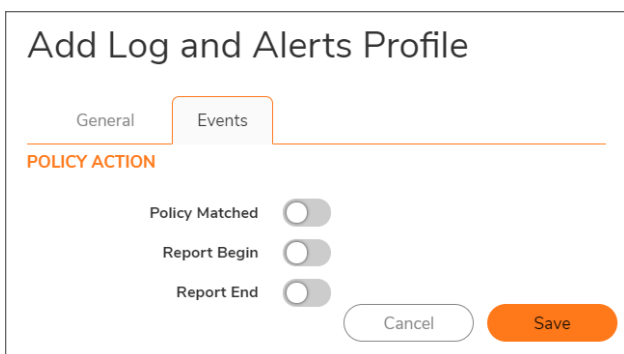 Add Log and Alerts Profile
General Events
POLICY ACTION
Policy Matched
Report Begin
Report End
Cancel Save